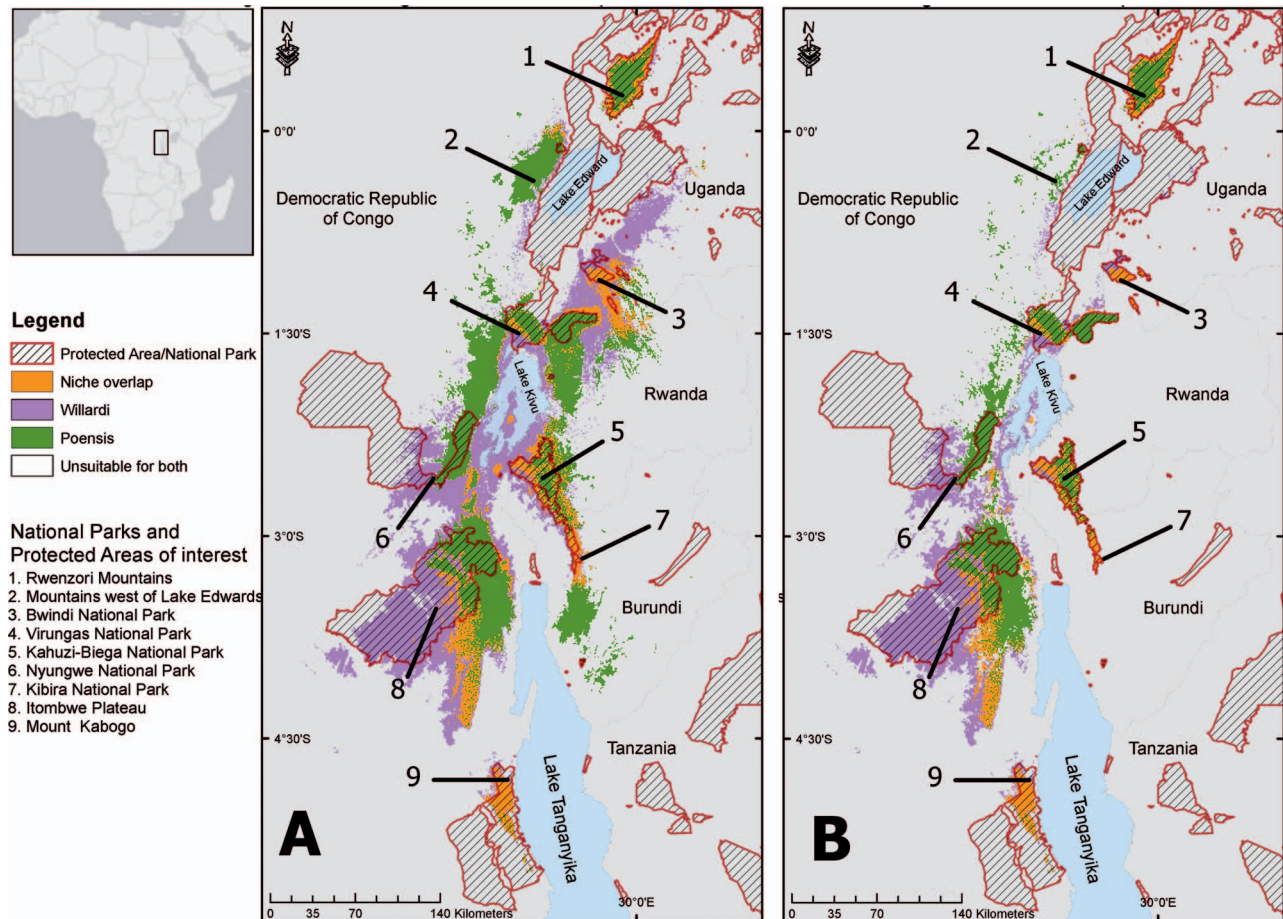 Legend
Protected Area/National Park
Niche overlap
Willardi
Poensis
Unsuitable for both
National Parks and
Protected Areas of interest
1. Rwenzori Mountains
2. Mountains west of Lake Edwards
3. Bwindi National Park
4. Virungas National Park
5. Kahuzi-Biega National Park
6. Nyungwe National Park
7. Kibira National Park
8. Itombwe Plateau
9. Mount Kabogo
N
1
0°0'
2
Lake Edward
Uganda
Democratic Republic
of Congo
4
3
1°30'S
Lake Kivu
Rwanda
5
6
7
3°0'S
Burundi
8
4°30'S
Tanzania
9
Lake Tanganyika
A
30°0'E
0 35 70 140 Kilometers
N
1
0°0'
2
Lake Edward
Uganda
Democratic Republic
of Congo
4
3
1°30'S
Lake Kivu
Rwanda
5
6
7
3°0'S
s
Burundi
8
4°30'S
Tanzania
9
Lake Tanganyika
B
30°0'E
0 35 70 140 Kilometers